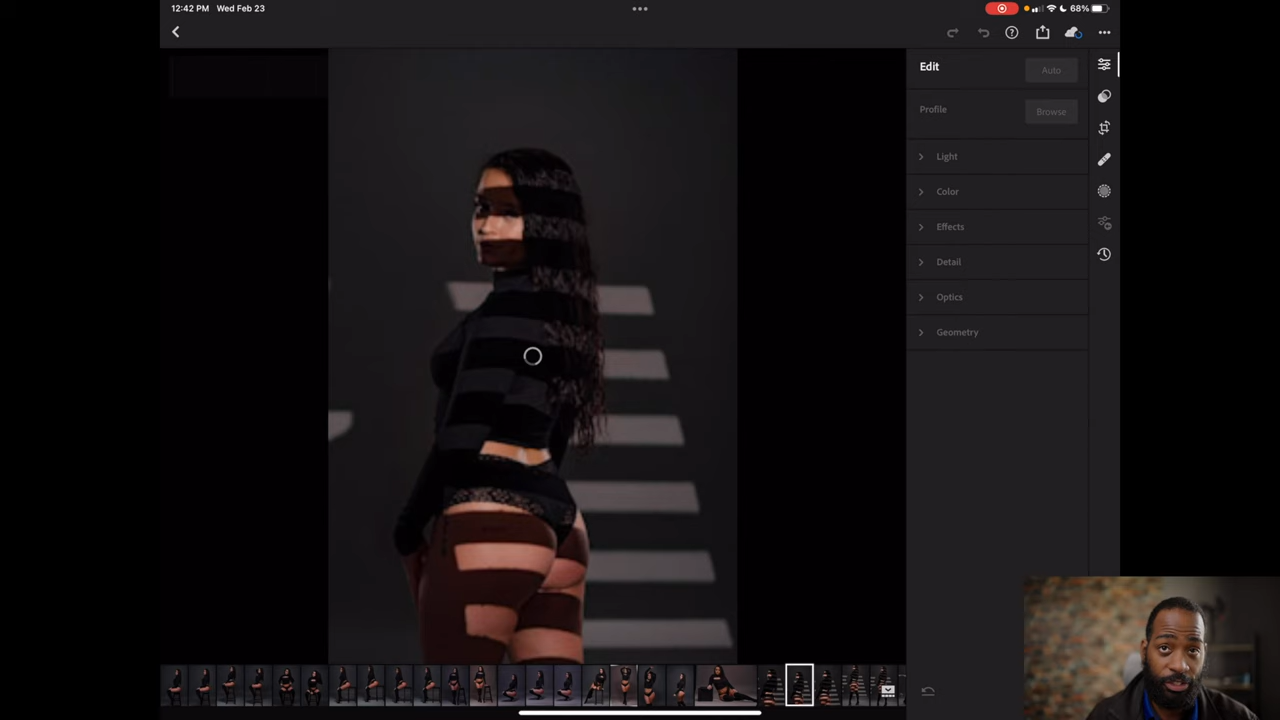 12:42 PM Wed Feb 23
68%
Edit
Auto
Profile
Browse
Light
Color
Effects
Detail
Optics
Geometry